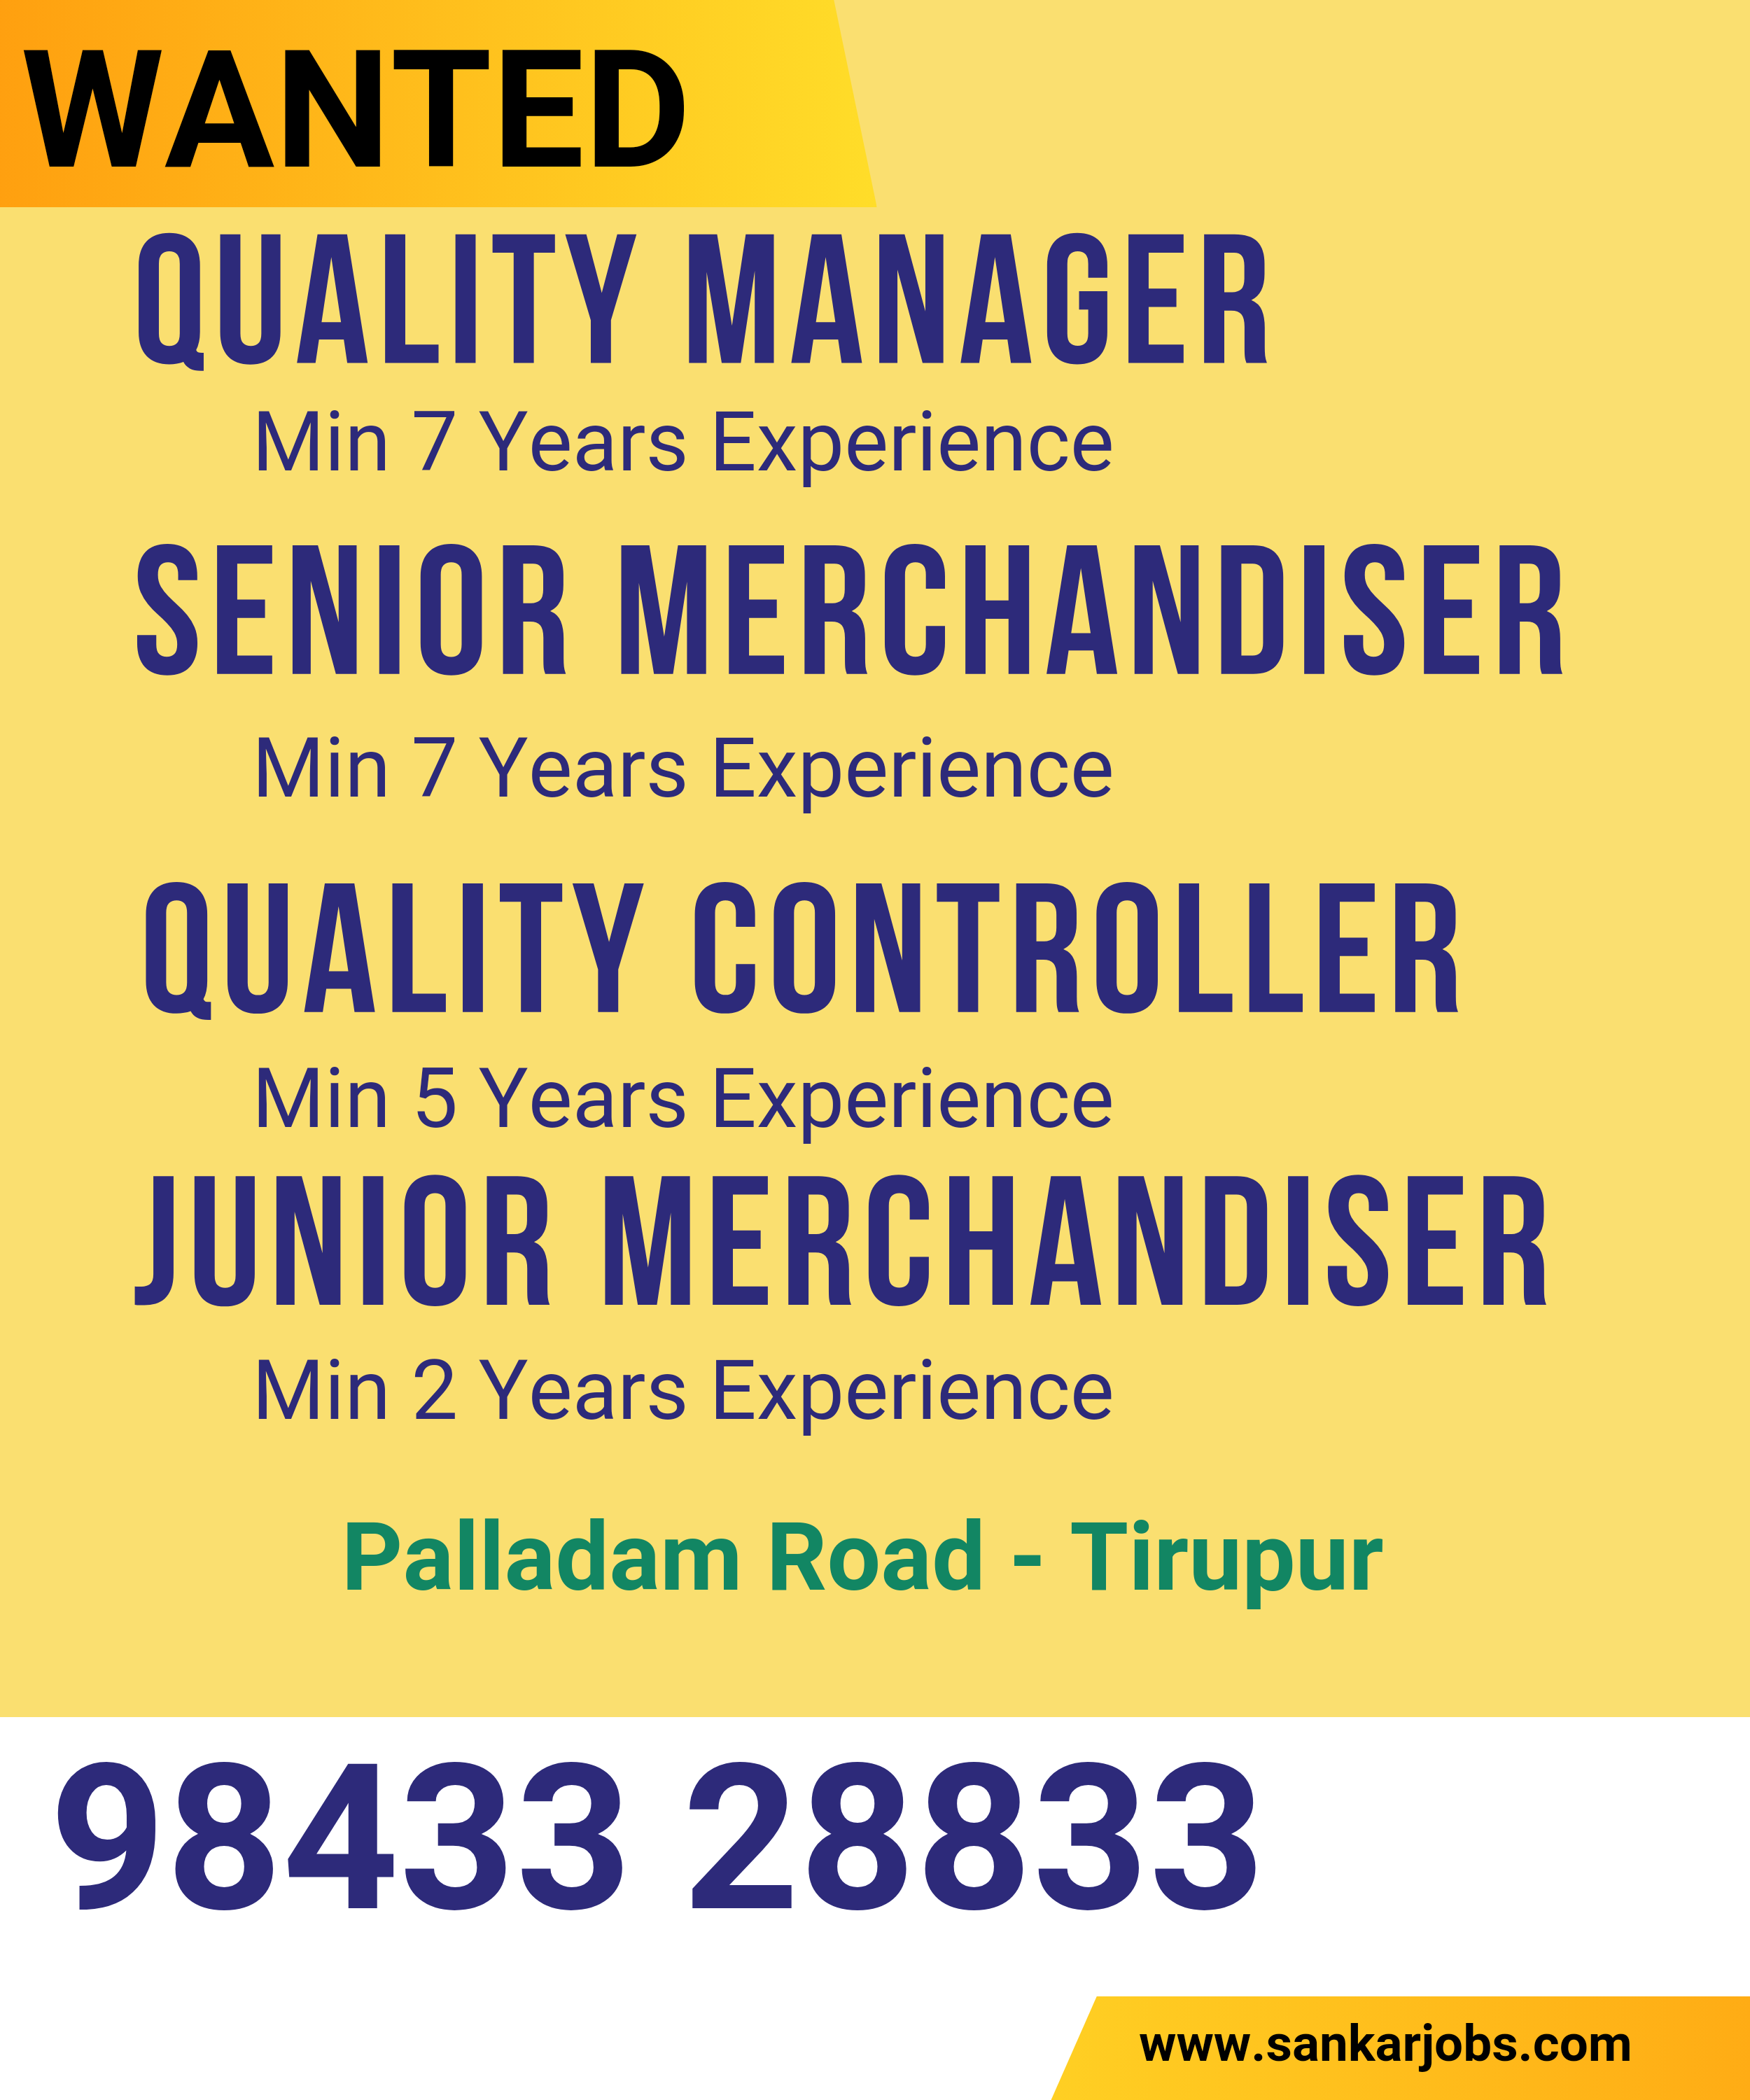 WANTED
QUALITY MANAGER
Min 7 Years Experience
SENIOR MERCHANDISER
Min 7 Years Experience
QUALITY CONTROLLER
Min 5 Years Experience
JUNIOR MERCHANDISER
Min 2 Years Experience
Palladam Road - Tirupur
98433 28833
www.sankarjobs.com